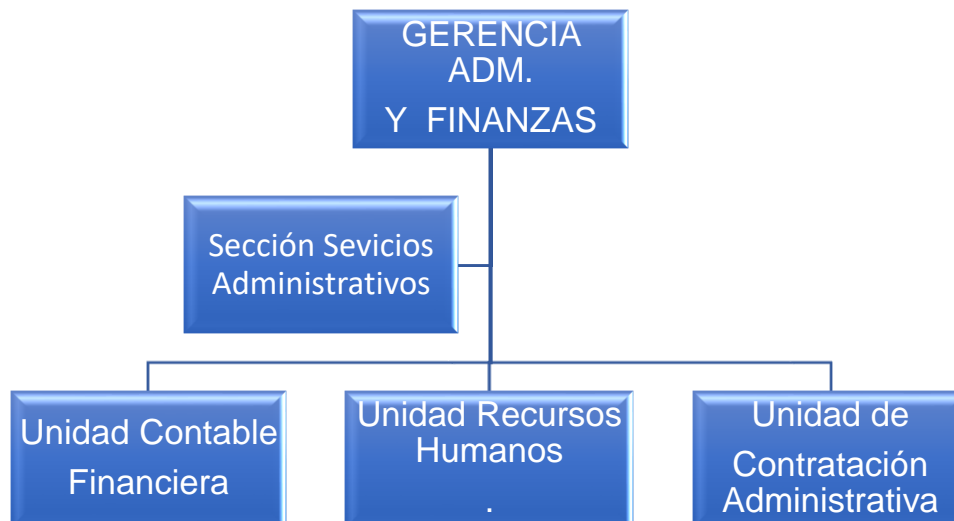 GERENCIA
ADM.
Y FINANZAS
Sección Sevicios
Administrativos
Unidad Contable
Financiera
Unidad Recursos
Humanos
.
Unidad de
Contratación
Administrativa